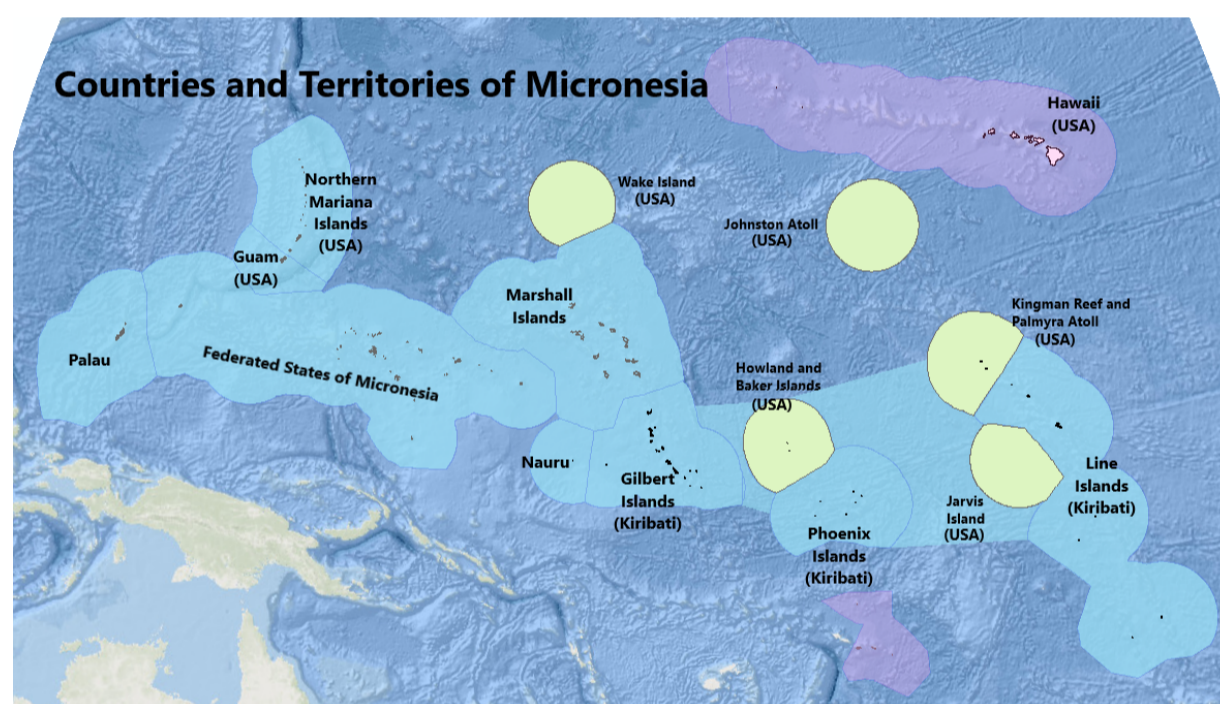 Countries and Territories of Micronesia
Hawaii
(USA)
Northern
Mariana
Islands
(USA)
Wake Island
(USA)
Johnston Atoll
(USA)
Guam
(USA)
Marshall
Islands
Kingman Reef and
Palmyra Atoll
(USA)
Palau
Federated States of Micronesia
Howland and
Baker Islands
(USA)
Nauru
Gilbert
Islands
(Kiribati)
Line
Islands
(Kiribati)
Jarvis
Island
(USA)
Phoenix
Islands
(Kiribati)